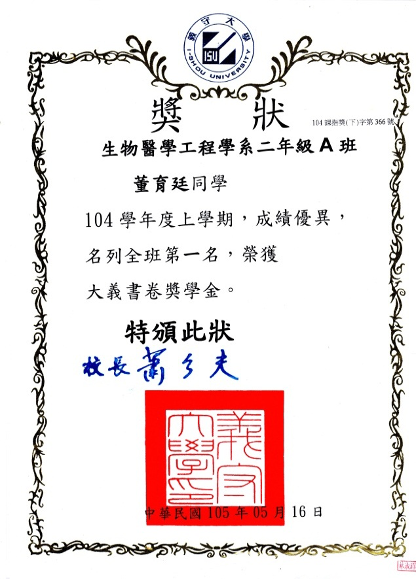 義守大學
I-SHOU UNIVERSITY
ISU
獎狀
104 課指獎(下)字第 366 號
生物醫學工程學系二年級 A 班
董育廷同學
104 學年度上學期，成績優異，
名列全班第一名，榮獲
大義書卷獎學金。
特頒此狀
校長 蕭介夫
義守大學印
中華民國 105 年 05 月 16 日